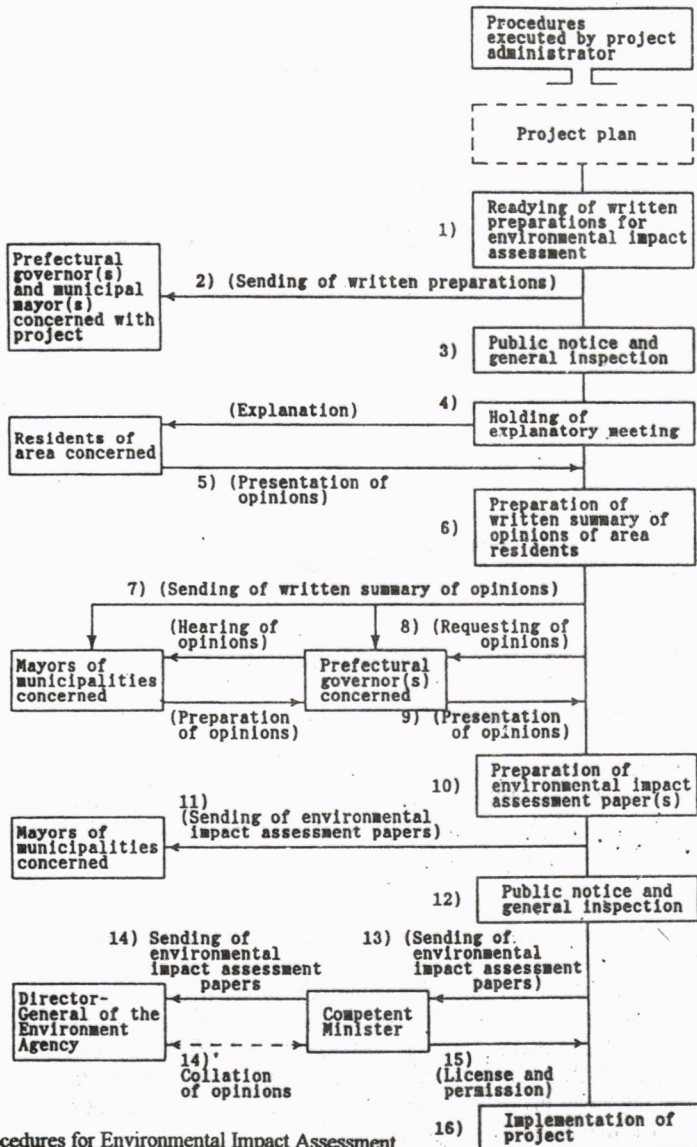 Procedures
executed by project
administrator
Project plan
1)
Readying of written
preparations for
environmental impact
assessment
Prefectural
governor(s)
and municipal
mayor(s)
concerned with
project
2) (Sending of written preparations)
3)
Public notice and
general inspection
(Explanation)
4)
Holding of
explanatory meeting
Residents of
area concerned
5) (Presentation of
opinions)
6)
Preparation of
written summary of
opinions of area
residents
7) (Sending of written summary of opinions)
(Hearing of
opinions)
8) (Requesting of
opinions)
Mayors of
municipalities
concerned
Prefectural
governor(s)
concerned
(Preparation
of opinions)
9) (Presentation
of opinions)
10)
Preparation of
environmental impact
assessment paper(s)
11)
(Sending of environmental
impact assessment papers)
Mayors of
municipalities
concerned
12)
Public notice and
general inspection
14) Sending of
environmental
impact assessment
papers
13) (Sending of
environmental
impact assessment
papers)
Director-
General of the
Environment
Agency
Competent
Minister
14)'
Collation
of opinions
15)
(License and
permission)
16)
Implementation of
project
cedures for Environmental Impact Assessment